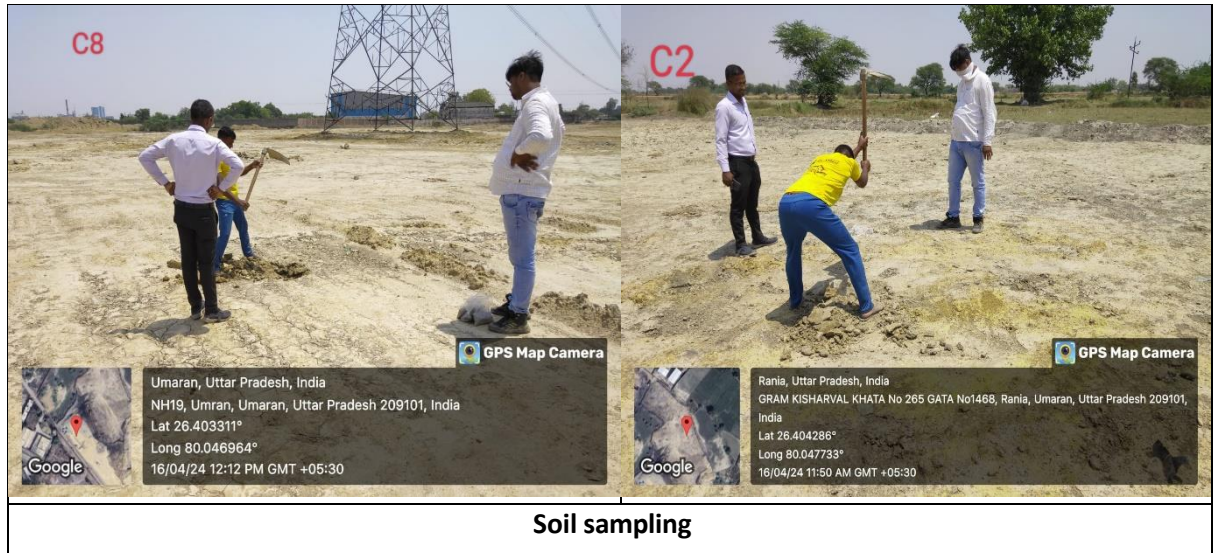 C8
GPS Map Camera
Umaran, Uttar Pradesh, India
NH19, Umran, Umaran, Uttar Pradesh 209101, India
Lat 26.403311°
Long 80.046964°
16/04/24 12:12 PM GMT +05:30
Google
C2
GPS Map Camera
Rania, Uttar Pradesh, India
GRAM KISHARVAL KHATA No 265 GATA No1468, Rania, Umaran, Uttar Pradesh 209101,
India
Lat 26.404286°
Long 80.047733°
16/04/24 11:50 AM GMT +05:30
Google
Soil sampling